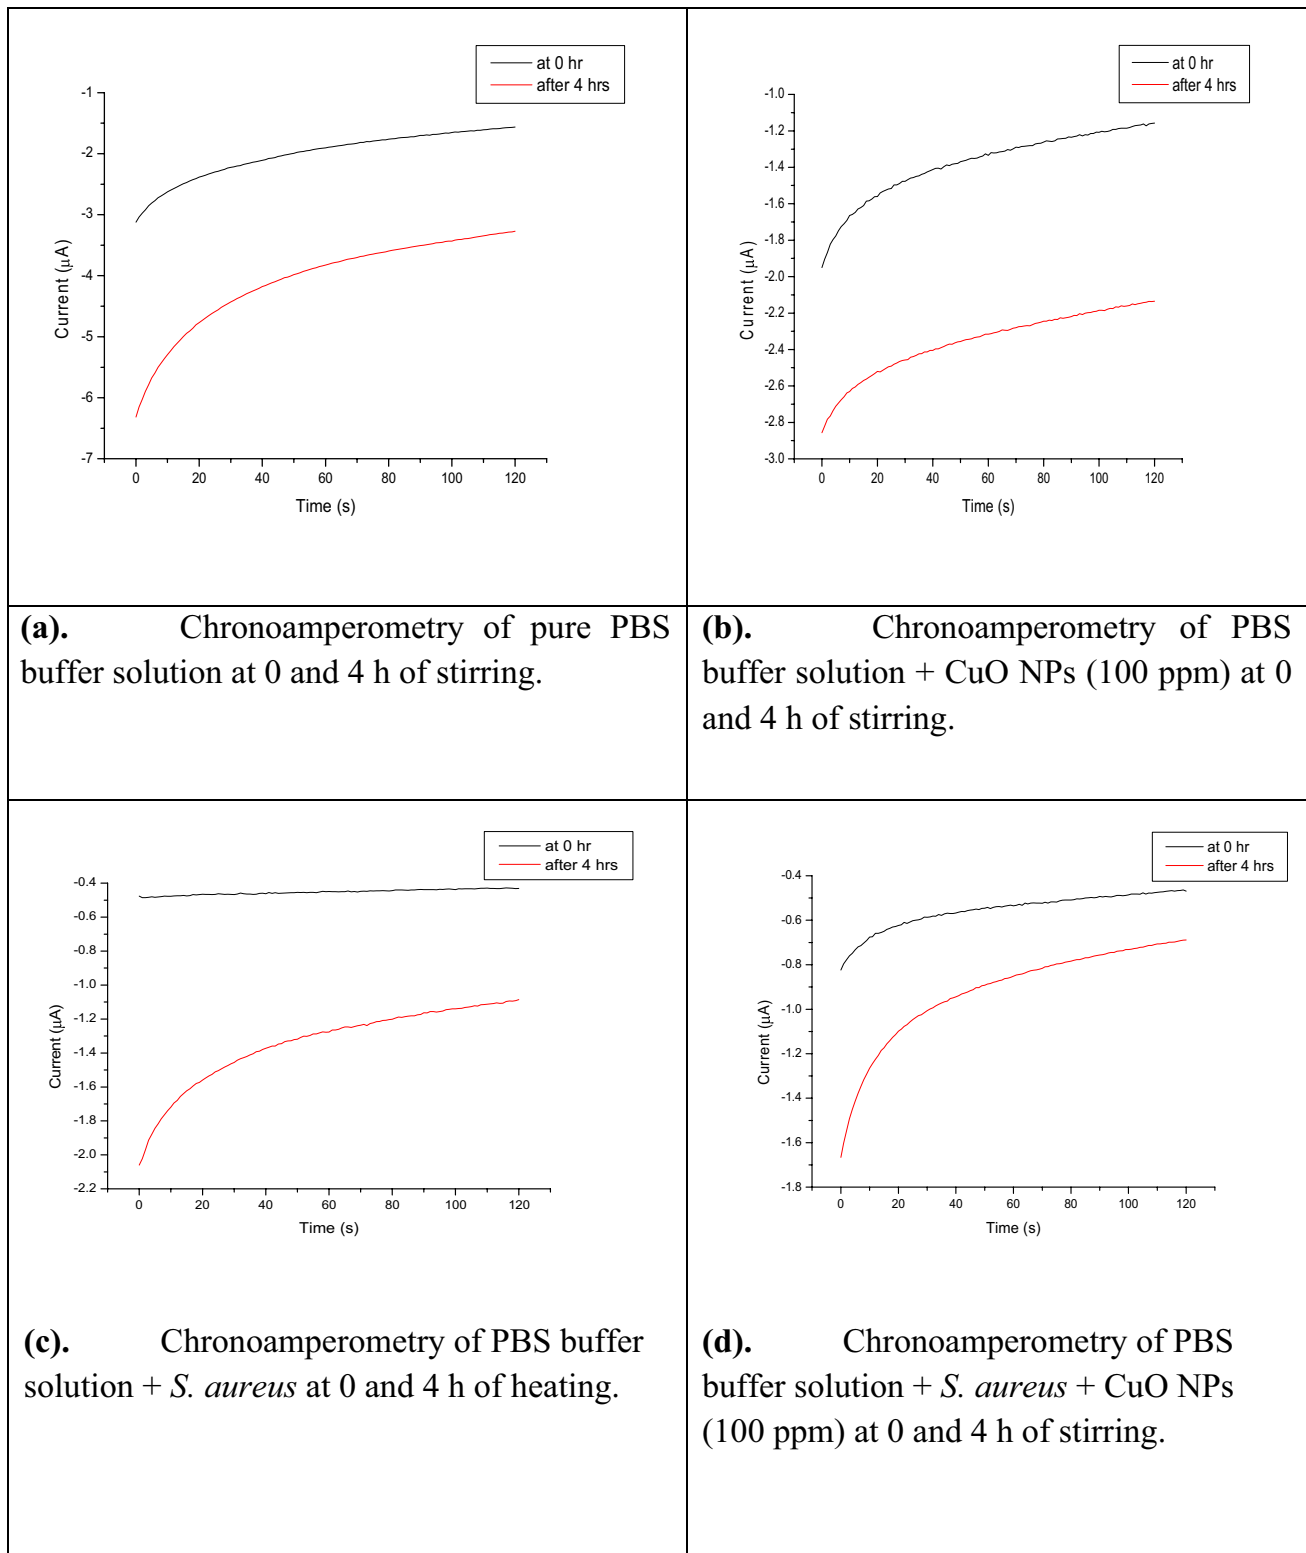 at 0 hr
after 4 hrs
-1
-2
-3
-4
-5
-6
-7
Current (µA)
0 20 40 60 80 100 120
Time (s)
at 0 hr
after 4 hrs
-1.0
-1.2
-1.4
-1.6
-1.8
-2.0
-2.2
-2.4
-2.6
-2.8
-3.0
Current (µA)
0 20 40 60 80 100 120
Time (s)
(a). Chronoamperometry of pure PBS
buffer solution at 0 and 4 h of stirring.
(b). Chronoamperometry of PBS
buffer solution + CuO NPs (100 ppm) at 0
and 4 h of stirring.
at 0 hr
after 4 hrs
-0.4
-0.6
-0.8
-1.0
-1.2
-1.4
-1.6
-1.8
-2.0
-2.2
Current (µA)
0 20 40 60 80 100 120
Time (s)
at 0 hr
after 4 hrs
-0.4
-0.6
-0.8
-1.0
-1.2
-1.4
-1.6
-1.8
Current (µA)
0 20 40 60 80 100 120
Time (s)
(c). Chronoamperometry of PBS buffer
solution + S. aureus at 0 and 4 h of heating.
(d). Chronoamperometry of PBS
buffer solution + S. aureus + CuO NPs
(100 ppm) at 0 and 4 h of stirring.